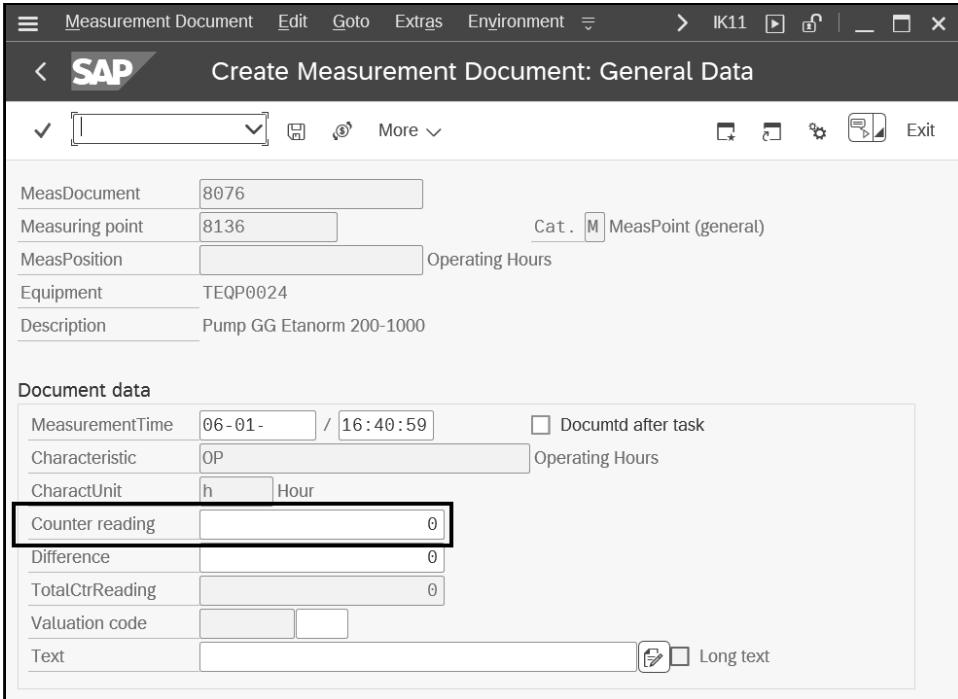 Measurement Document Edit Goto Extras Environment IK11
SAP Create Measurement Document: General Data
More Exit
MeasDocument 8076
Measuring point 8136 Cat. M MeasPoint (general)
MeasPosition Operating Hours
Equipment TEQP0024
Description Pump GG Etanorm 200-1000
Document data
MeasurementTime 06-01- / 16:40:59 Documtd after task
Characteristic OP Operating Hours
CharactUnit h Hour
Counter reading 0
Difference 0
TotalCtrReading 0
Valuation code
Text Long text